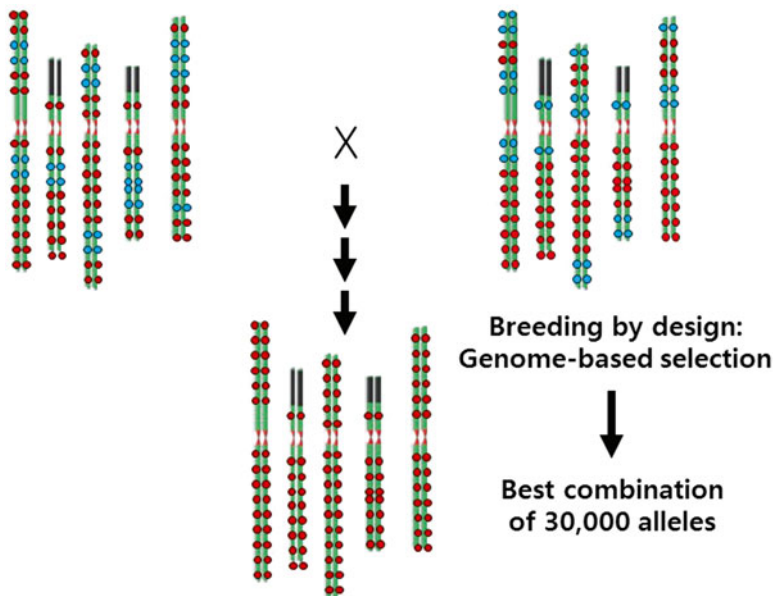 X
Breeding by design:
Genome-based selection
Best combination
of 30,000 alleles